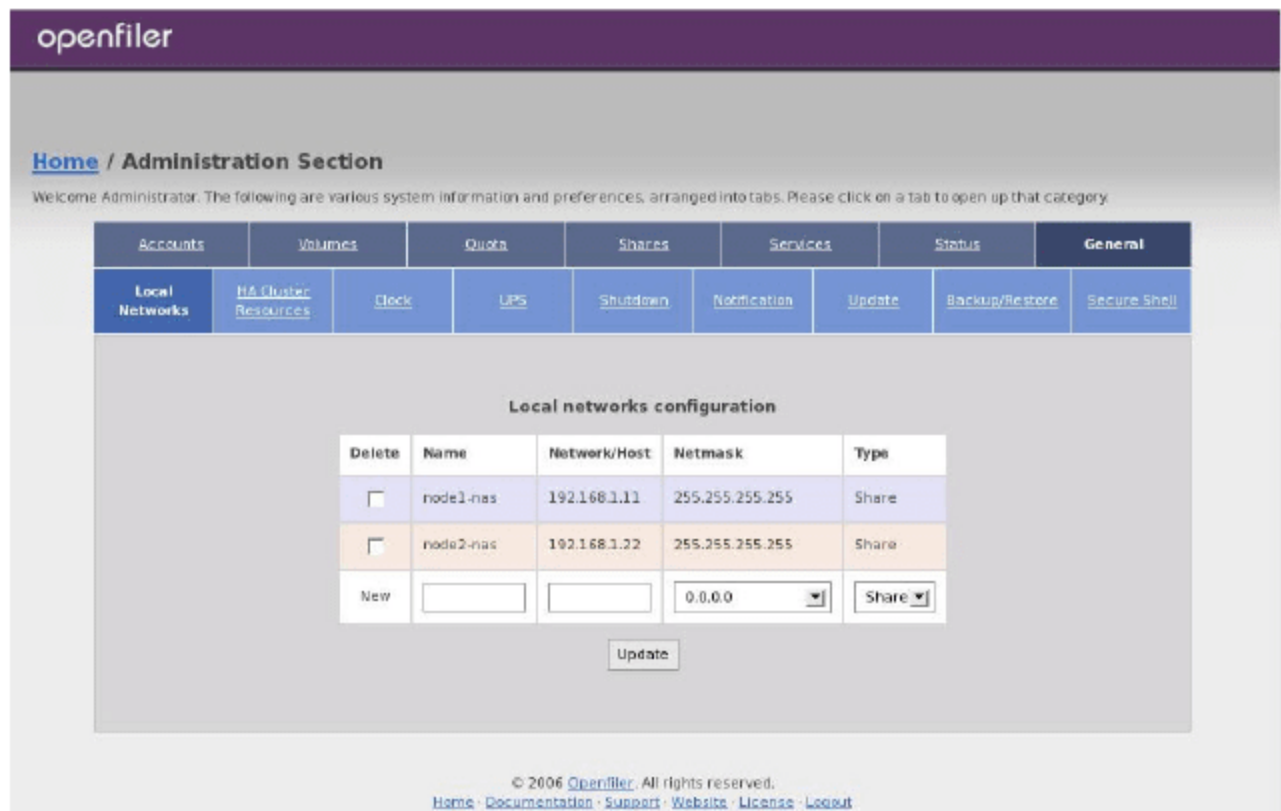 openfiler
Home / Administration Section
Welcome Administrator. The following are various system information and preferences, arranged into tabs. Please click on a tab to open up that category.
Accounts Volumes Quota Shares Services Status General
Local Networks HA Cluster Resources Clock UPS Shutdown Notification Update Backup/Restore Secure Shell
Local networks configuration
Delete Name Network/Host Netmask Type
node1-nas 192.168.1.11 255.255.255.255 Share
node2-nas 192.168.1.22 255.255.255.255 Share
New 0.0.0.0 Share
Update
© 2006 Openfiler. All rights reserved.
Home · Documentation · Support · Website · License · Logout